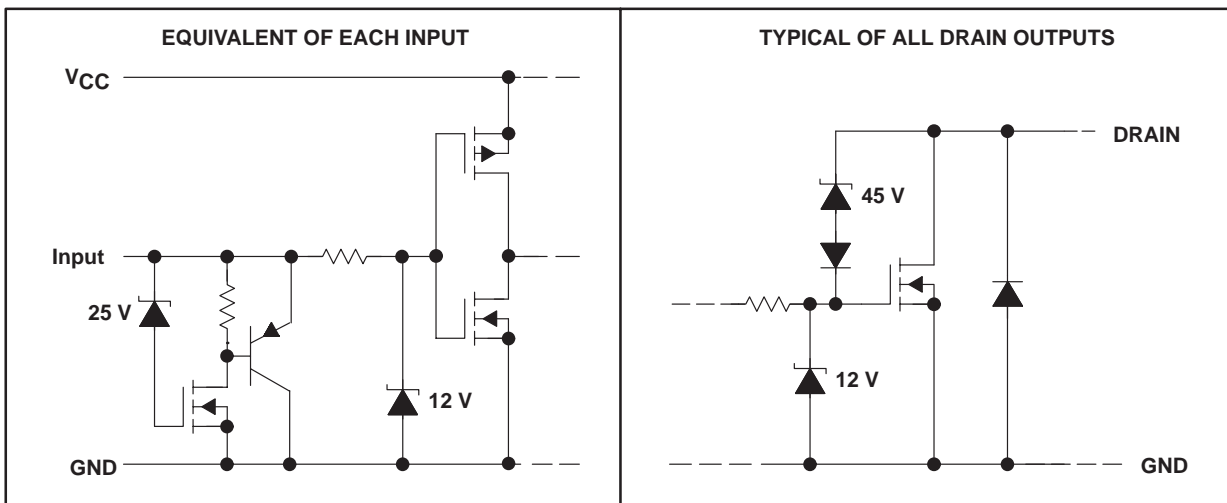 EQUIVALENT OF EACH INPUT
VCC
Input
25 V
12 V
GND
TYPICAL OF ALL DRAIN OUTPUTS
DRAIN
45 V
12 V
GND